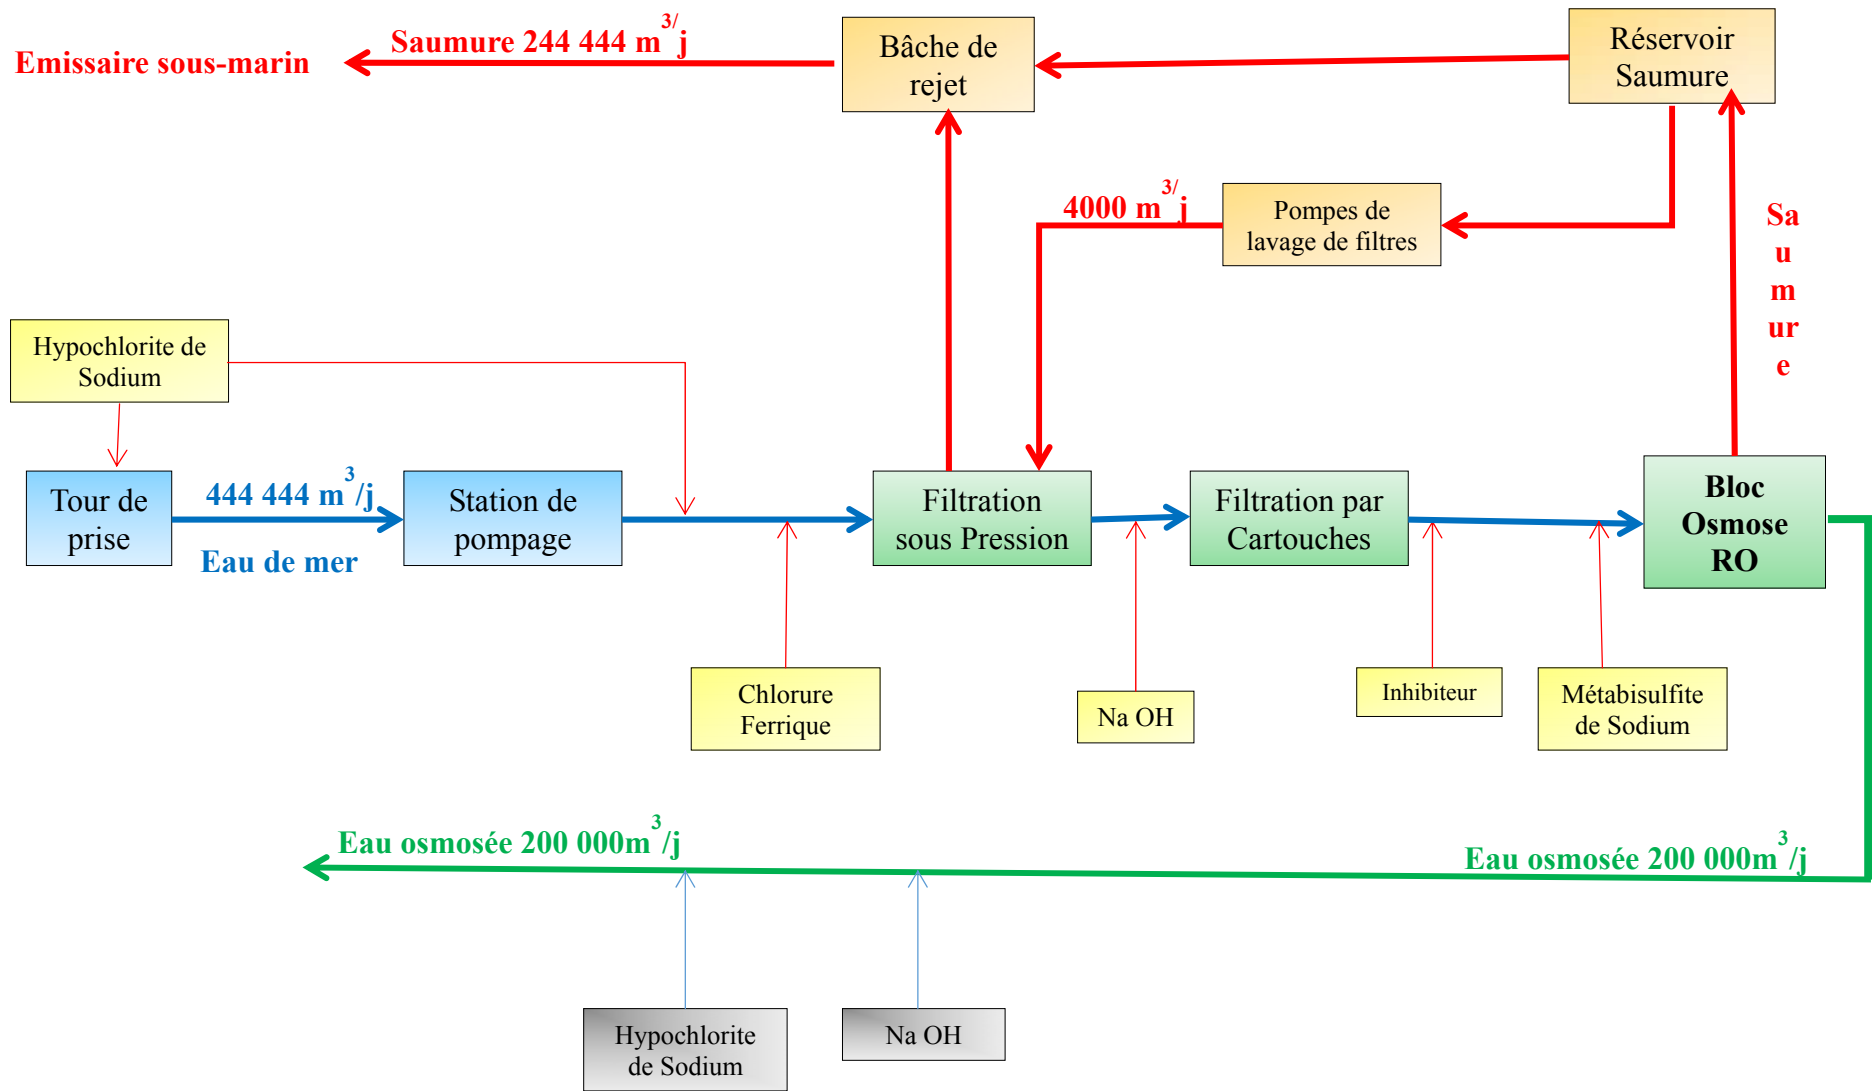 Emissaire sous-marin
Saumure 244 444 m³/j
Bâche de
rejet
Réservoir
Saumure
4000 m³/j
Pompes de
lavage de filtres
Sa
u
m
ur
e
Hypochlorite de
Sodium
Tour de
prise
444 444 m³/j
Eau de mer
Station de
pompage
Filtration
sous Pression
Filtration par
Cartouches
Bloc
Osmose
RO
Chlorure
Ferrique
Na OH
Inhibiteur
Métabisulfite
de Sodium
Eau osmosée 200 000m³/j
Eau osmosée 200 000m³/j
Hypochlorite
de Sodium
Na OH